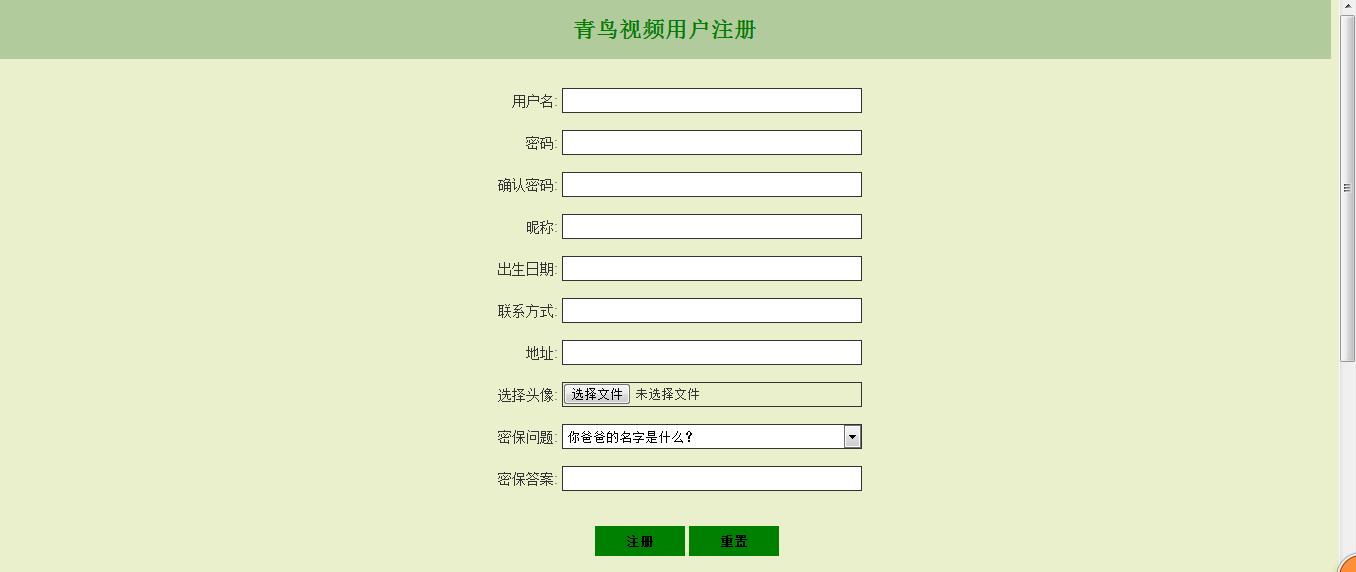 青鸟视频用户注册
用户名:
密码:
确认密码:
昵称:
出生日期:
联系方式:
地址:
选择头像: 选择文件 未选择文件
密保问题: 你爸爸的名字是什么?
密保答案:
注册 重置